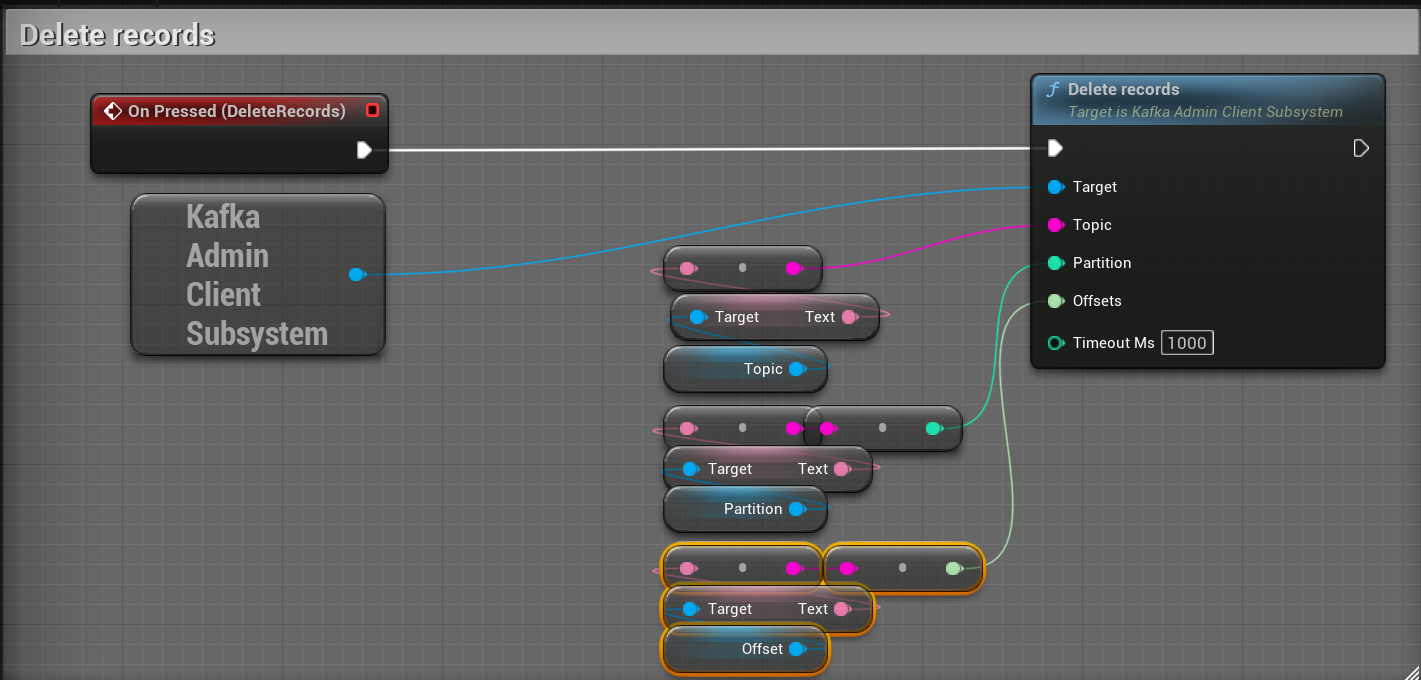 Delete records
On Pressed (DeleteRecords)
Kafka
Admin
Client
Subsystem
Delete records
Target is Kafka Admin Client Subsystem
Target
Topic
Partition
Offsets
Timeout Ms 1000
Target Text
Topic
Target Text
Partition
Target Text
Offset